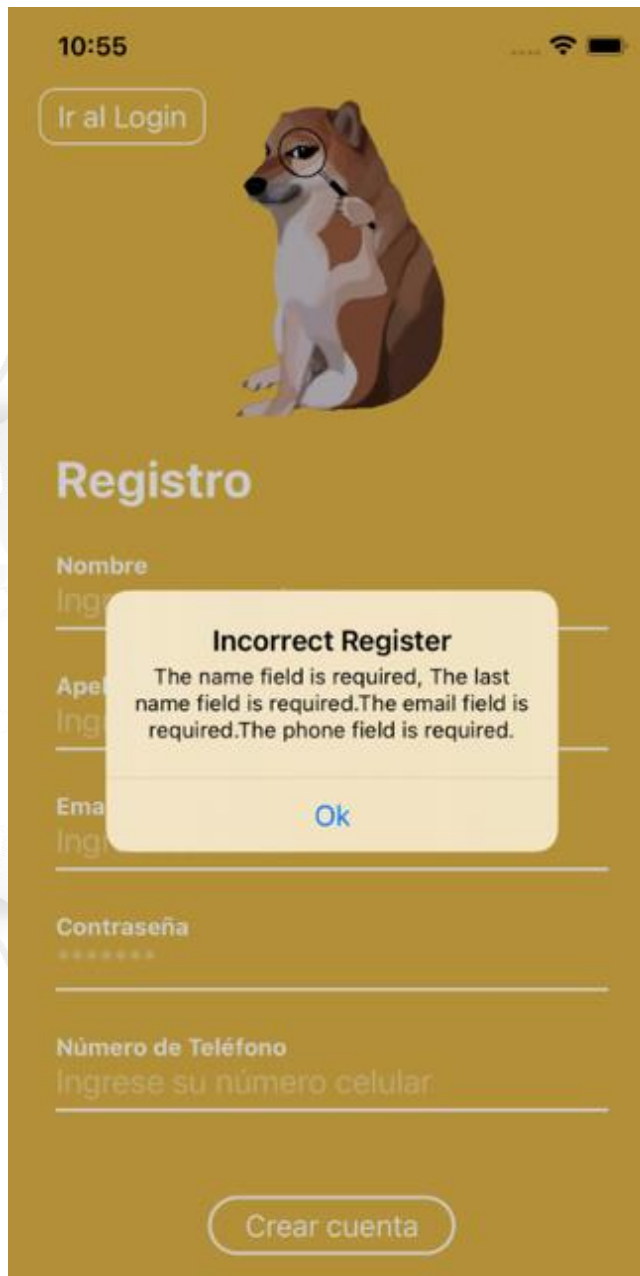 10:55
Ir al Login
Registro
Nombre
Incorrect Register
The name field is required, The last
name field is required.The email field is
required.The phone field is required.
Ok
Contraseña
*******
Número de Teléfono
Ingrese su número celular
Crear cuenta